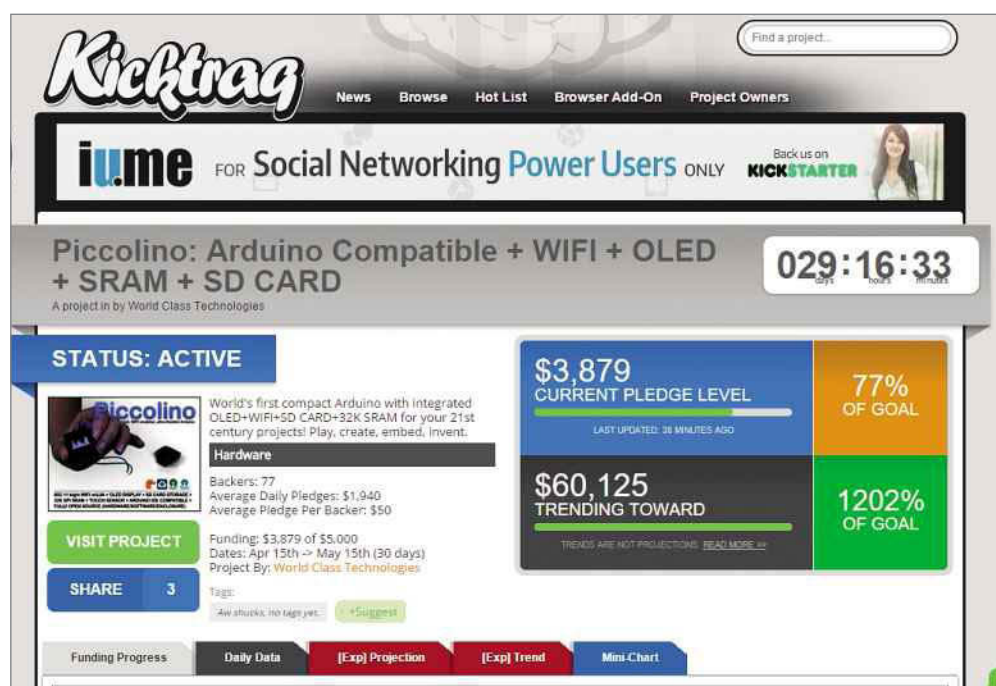 Find a project...
Kicktraq
News Browse Hot List Browser Add-On Project Owners
iu.me FOR Social Networking Power Users ONLY
Back us on
KICKSTARTER
Piccolino: Arduino Compatible + WIFI + OLED
+ SRAM + SD CARD
A project in by World Class Technologies
029:16:33
days hours minutes
STATUS: ACTIVE
Piccolino
World's first compact Arduino with integrated
OLED+WIFI+SD CARD+32K SRAM for your 21st
century projects! Play, create, embed, invent.
Hardware
Backers: 77
Average Daily Pledges: $1,940
Average Pledge Per Backer: $50
Funding: $3,879 of $5,000
Dates: Apr 15th -> May 15th (30 days)
Project By: World Class Technologies
Tags:
Aw shucks, no tags yet.
+Suggest
VISIT PROJECT
SHARE 3
$3,879
CURRENT PLEDGE LEVEL
LAST UPDATED: 36 MINUTES AGO
77%
OF GOAL
$60,125
TRENDING TOWARD
TRENDS ARE NOT PROJECTIONS READ MORE >>
1202%
OF GOAL
Funding Progress
Daily Data
[Exp] Projection
[Exp] Trend
Mini-Chart